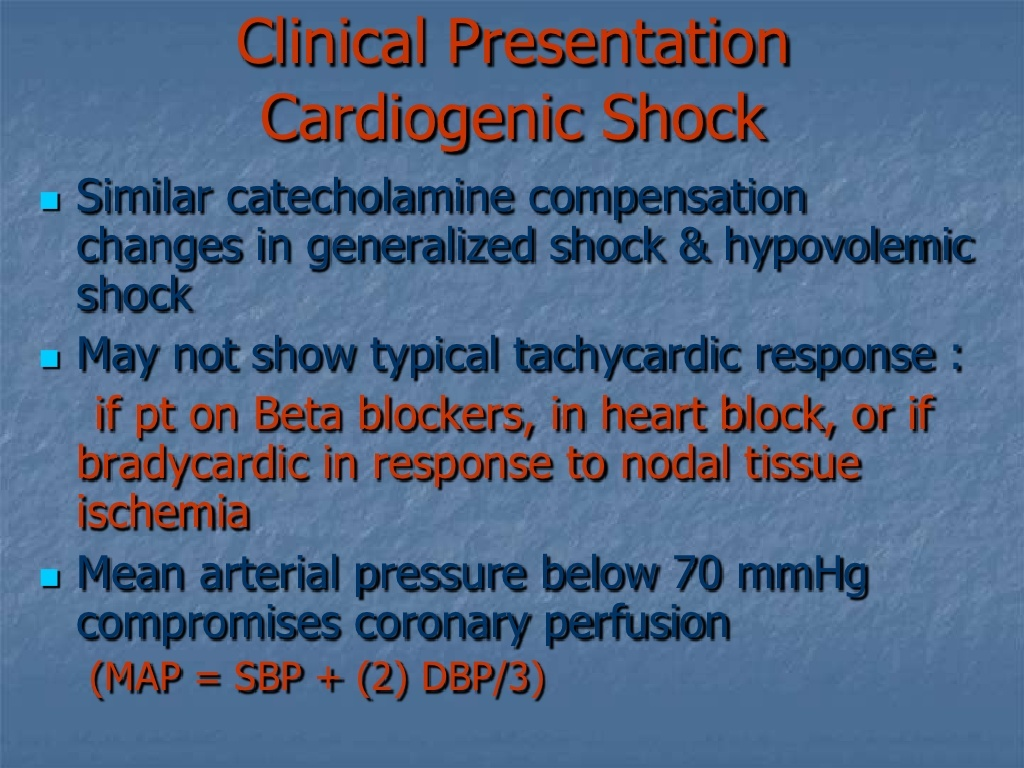 Clinical Presentation
Cardiogenic Shock
Similar catecholamine compensation
changes in generalized shock & hypovolemic
shock
May not show typical tachycardic response :
if pt on Beta blockers, in heart block, or if
bradycardic in response to nodal tissue
ischemia
Mean arterial pressure below 70 mmHg
compromises coronary perfusion
(MAP = SBP + (2) DBP/3)